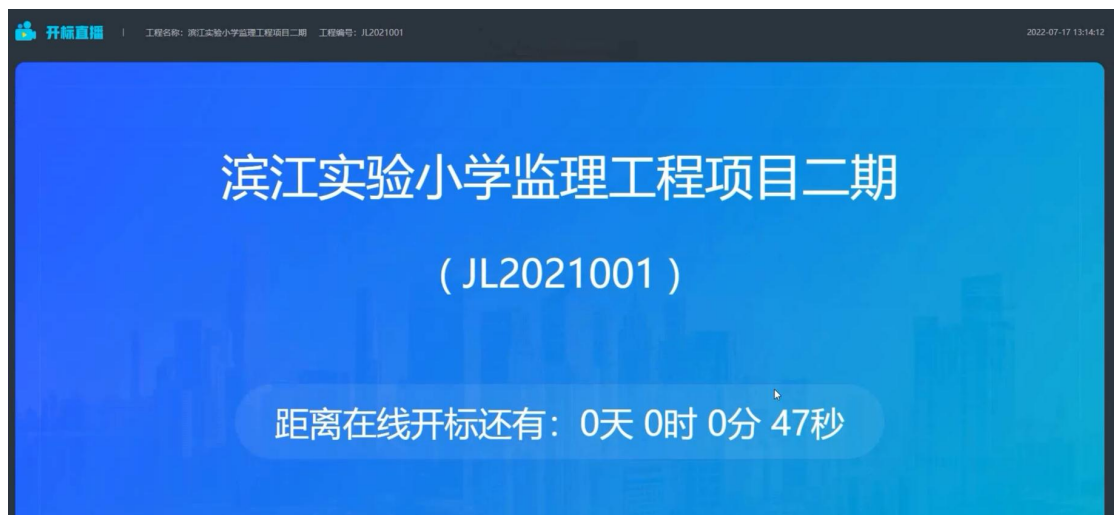 开标直播 | 工程名称：滨江实验小学监理工程项目二期 工程编号：JL2021001 2022-07-17 13:14:12
滨江实验小学监理工程项目二期
（JL2021001）
距离在线开标还有：0天 0时 0分 47秒